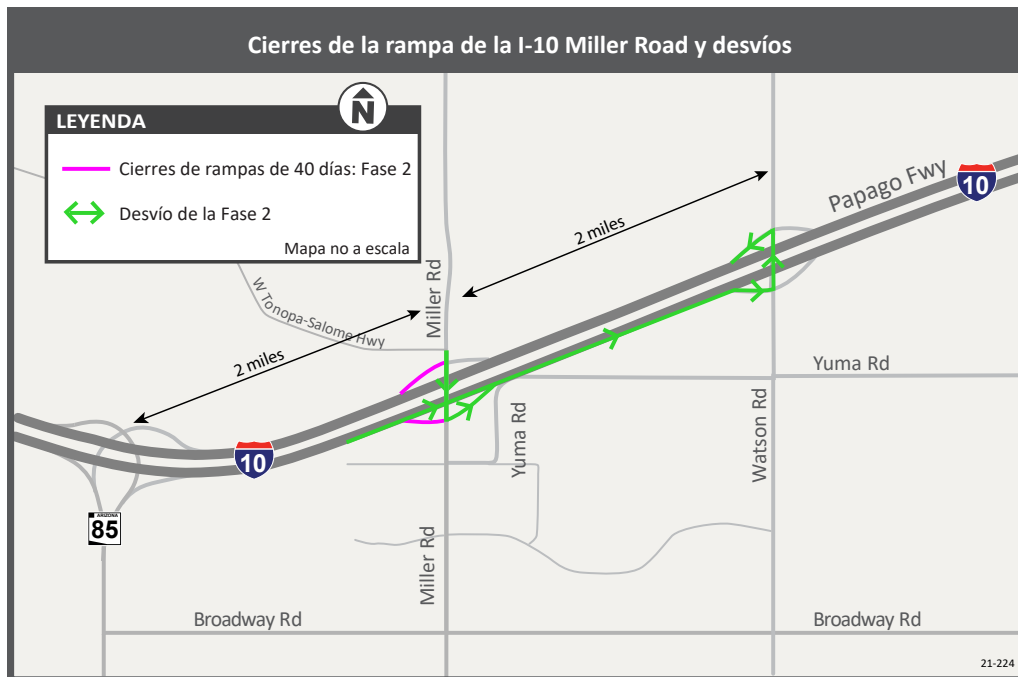 Cierres de la rampa de la I-10 Miller Road y desvíos
N
LEYENDA
Cierres de rampas de 40 días: Fase 2
Desvío de la Fase 2
Mapa no a escala
Papago Fwy
10
2 miles
Miller Rd
W Tonopa-Salome Hwy
2 miles
Yuma Rd
Yuma Rd
Watson Rd
10
ARIZONA
85
Miller Rd
Broadway Rd
Broadway Rd
21-224